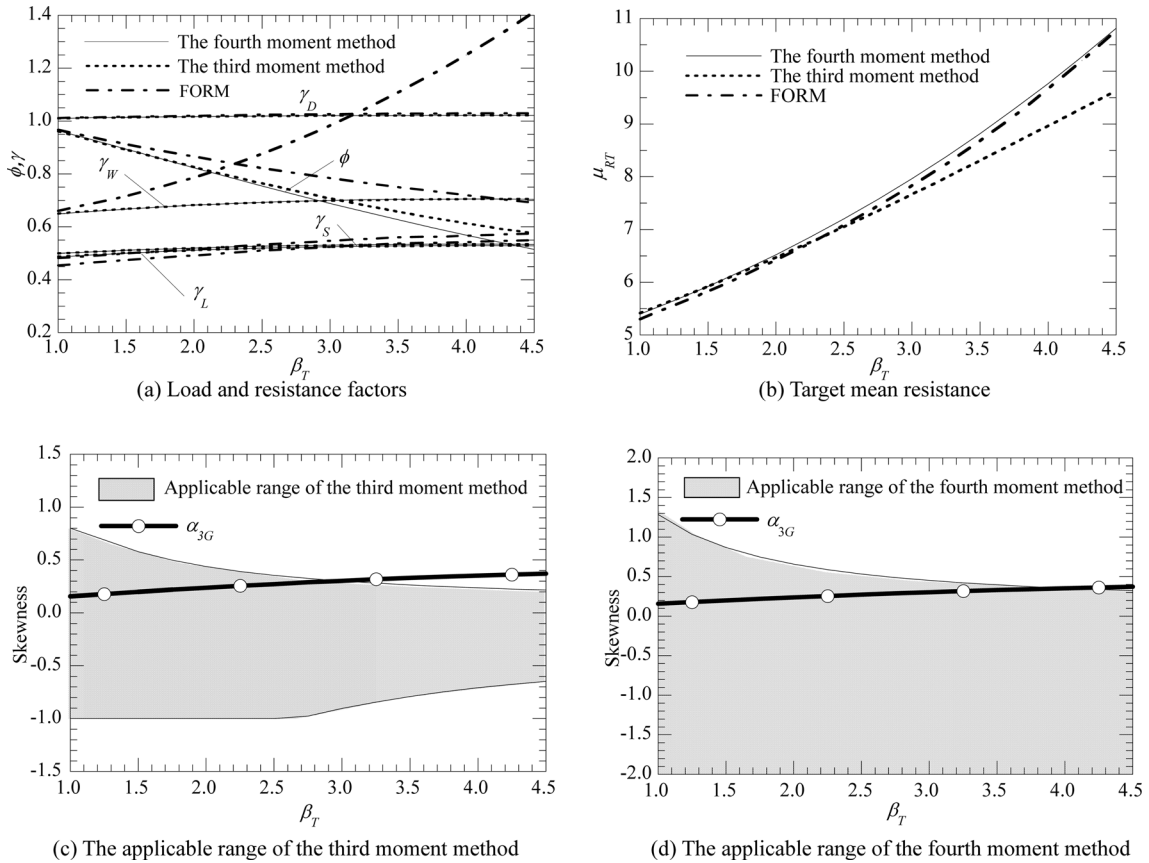 1.4
1.2
1.0
0.8
0.6
0.4
0.2
ϕ,γ
The fourth moment method
The third moment method
FORM
γD
γW
ϕ
γS
γL
1.0 1.5 2.0 2.5 3.0 3.5 4.0 4.5
βT
(a) Load and resistance factors
11
10
9
8
7
6
5
μRT
The fourth moment method
The third moment method
FORM
1.0 1.5 2.0 2.5 3.0 3.5 4.0 4.5
βT
(b) Target mean resistance
1.5
1.0
0.5
0.0
-0.5
-1.0
-1.5
Skewness
Applicable range of the third moment method
α3G
1.0 1.5 2.0 2.5 3.0 3.5 4.0 4.5
βT
(c) The applicable range of the third moment method
2.0
1.5
1.0
0.5
0.0
-0.5
-1.0
-1.5
-2.0
Skewness
Applicable range of the fourth moment method
α3G
1.0 1.5 2.0 2.5 3.0 3.5 4.0 4.5
βT
(d) The applicable range of the fourth moment method